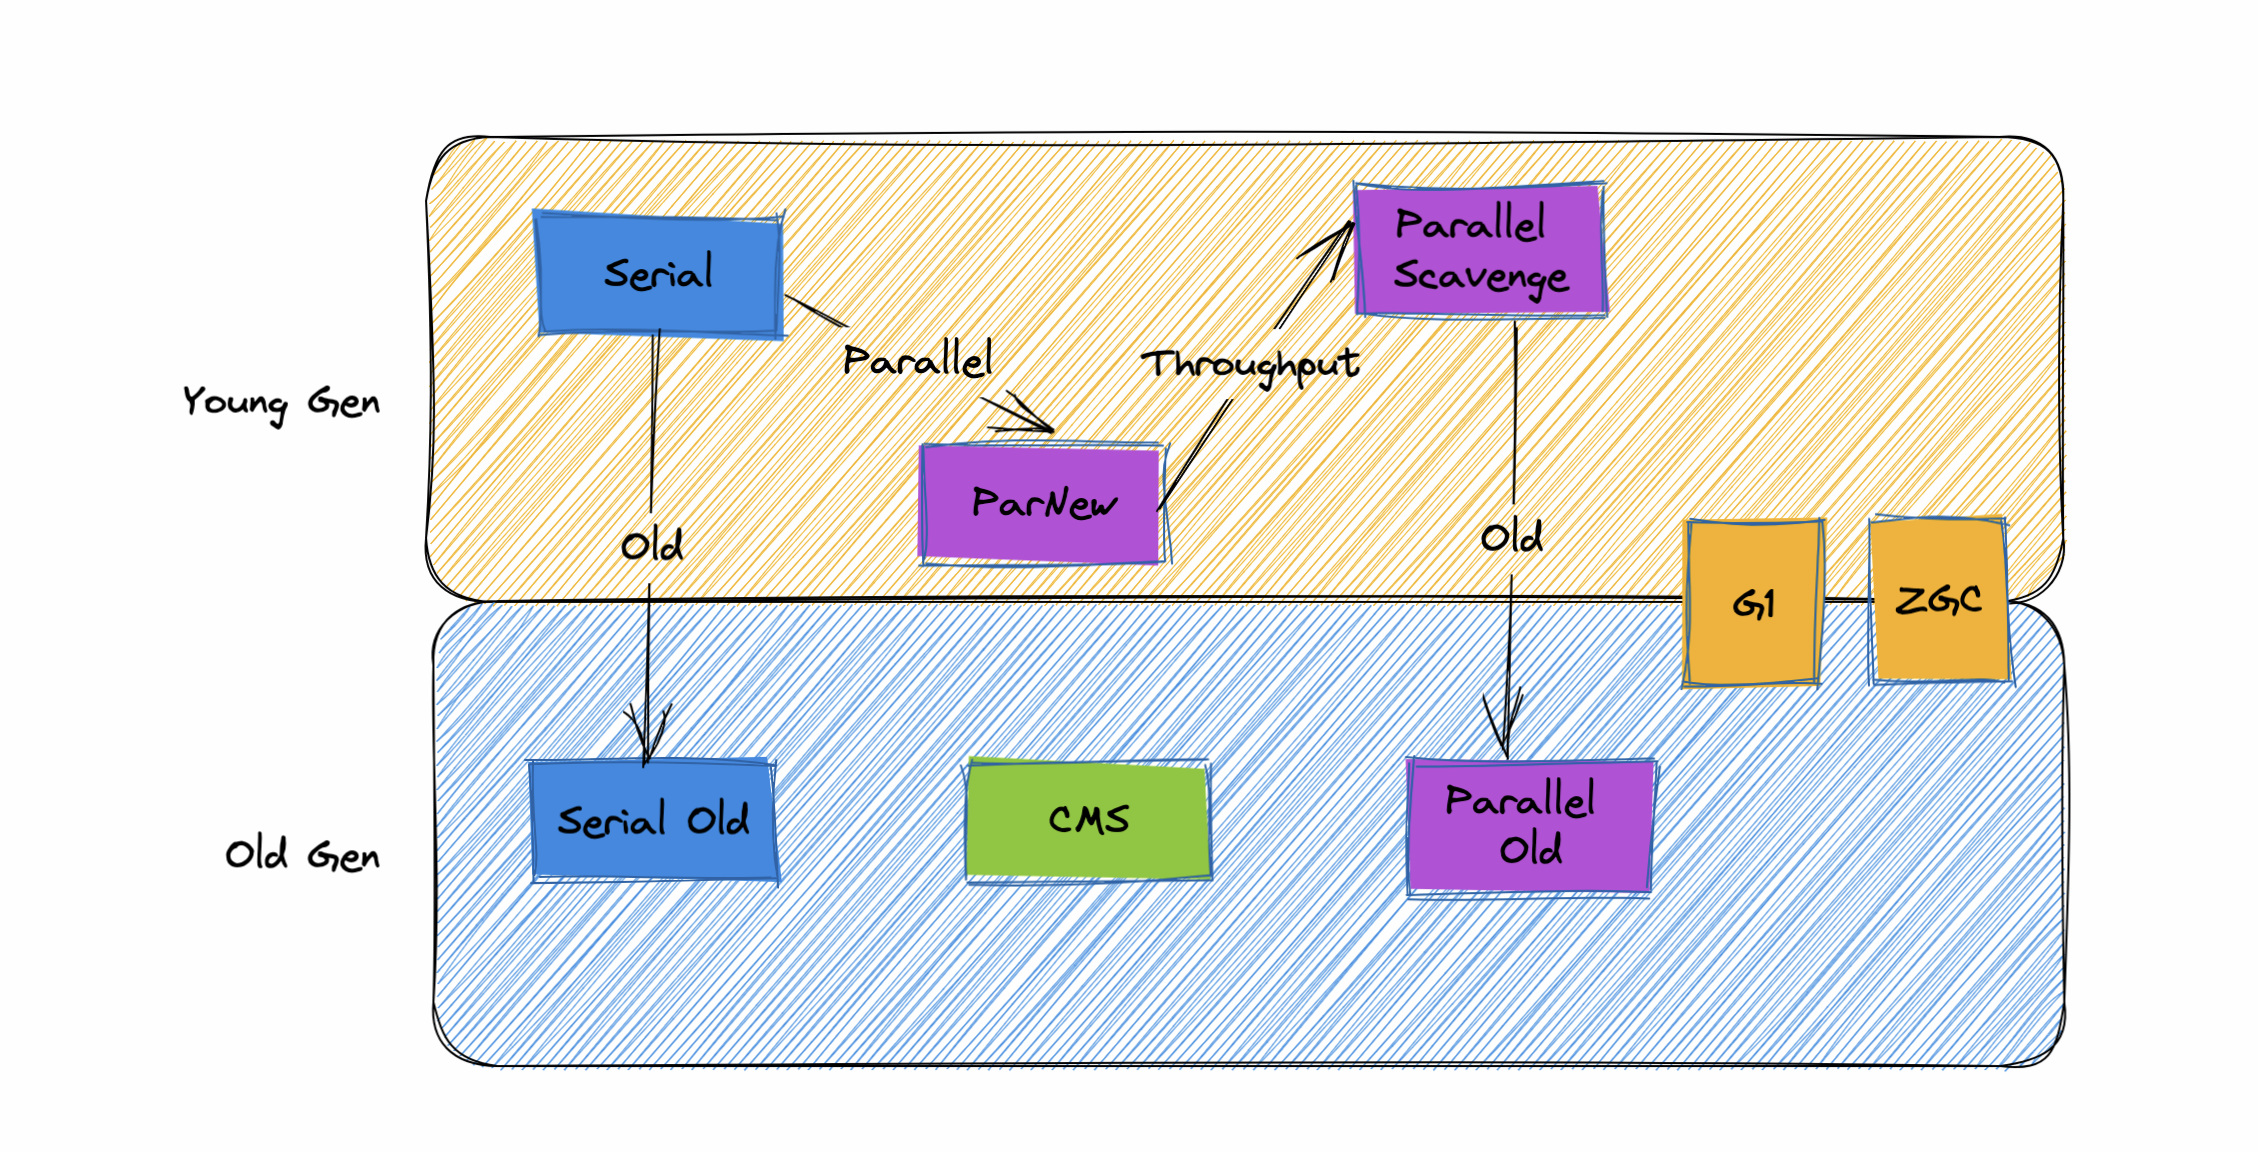 Serial
Parallel
Scavenge
Parallel
Throughput
Young Gen
ParNew
Old
Old
G1
ZGC
Serial Old
CMS
Parallel
Old
Old Gen